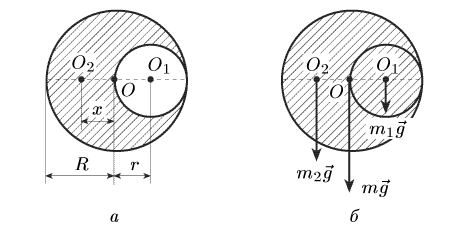 O₂ O₁
O
x
R r
а
O₂ O₁
O
m₁g⃗
m₂g⃗
mg⃗
б